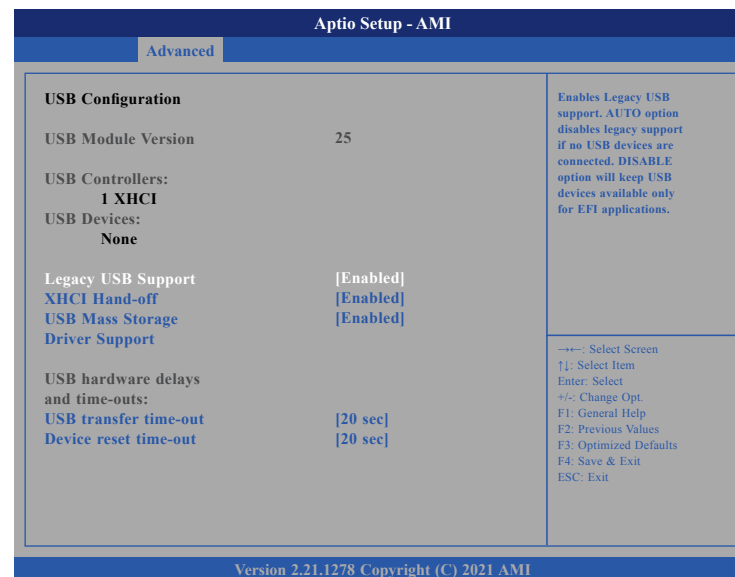 Aptio Setup - AMI
Advanced
USB Configuration
USB Module Version 25
USB Controllers:
1 XHCI
USB Devices:
None
Legacy USB Support [Enabled]
XHCI Hand-off [Enabled]
USB Mass Storage [Enabled]
Driver Support
USB hardware delays
and time-outs:
USB transfer time-out [20 sec]
Device reset time-out [20 sec]
Enables Legacy USB
support. AUTO option
disables legacy support
if no USB devices are
connected. DISABLE
option will keep USB
devices available only
for EFI applications.
→←: Select Screen
↑↓: Select Item
Enter: Select
+/-: Change Opt.
F1: General Help
F2: Previous Values
F3: Optimized Defaults
F4: Save & Exit
ESC: Exit
Version 2.21.1278 Copyright (C) 2021 AMI